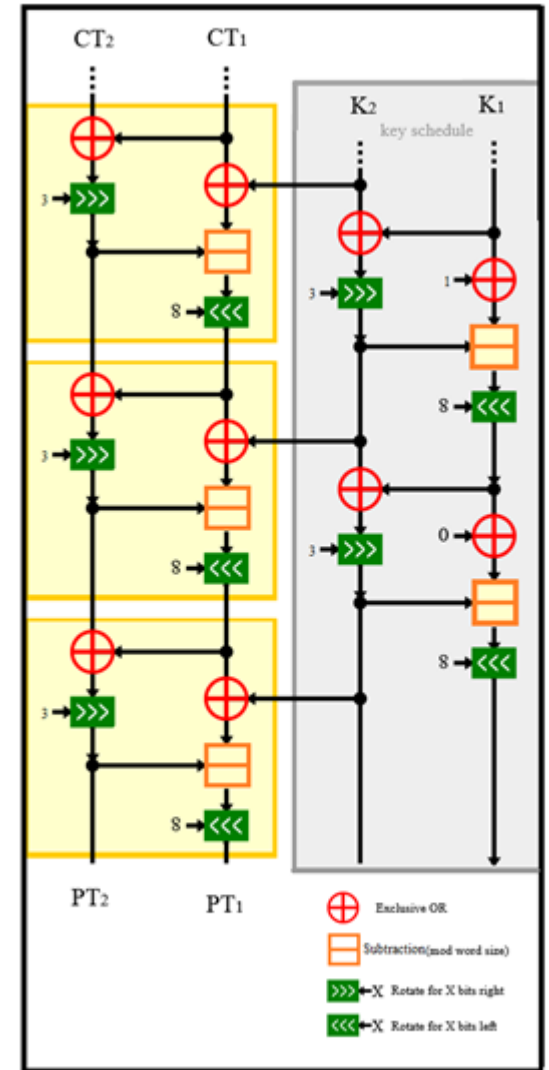 CT2 CT1
K2 K1
key schedule
3
8
1
3
8
3
8
0
3
8
3
8
PT2 PT1
Exclusive OR
Subtraction(mod word size)
>>> X Rotate for X bits right
<<< X Rotate for X bits left